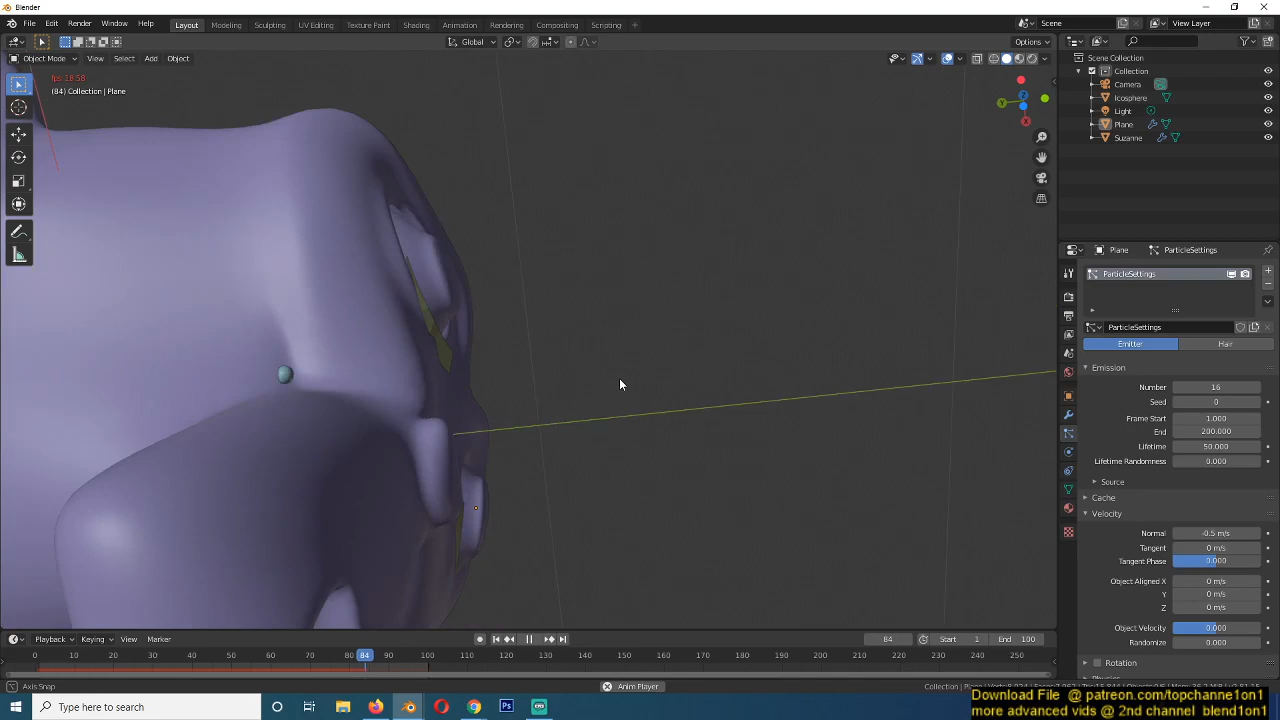 Blender
File Edit Render Window Help Layout Modeling Sculpting UV Editing Texture Paint Shading Animation Rendering Compositing Scripting Scene View Layer
Global Options
Object Mode View Select Add Object
fps: 18.58
(84) Collection | Plane
Scene Collection
Collection
Camera
Icosphere
Light
Plane
Suzanne
Y
Z
X
Plane ParticleSettings
ParticleSettings
ParticleSettings
Emitter Hair
Emission
Number 16
Seed 0
Frame Start 1.000
End 200.000
Lifetime 50.000
Lifetime Randomness 0.000
Source
Cache
Velocity
Normal -0.5 m/s
Tangent 0 m/s
Tangent Phase 0.000
Object Aligned X 0 m/s
Y 0 m/s
Z 0 m/s
Object Velocity 0.000
Randomize 0.000
Rotation
Playback Keying View Marker 84 Start 1 End 100
0 10 20 30 40 50 60 70 80 84 90 100 110 120 130 140 150 160 170 180 190 200 210 220 230 240 250
Axis Snap Anim Player
Type here to search
Download File @ patreon.com/topchanne1on1
more advanced vids @ 2nd channel blend1on1